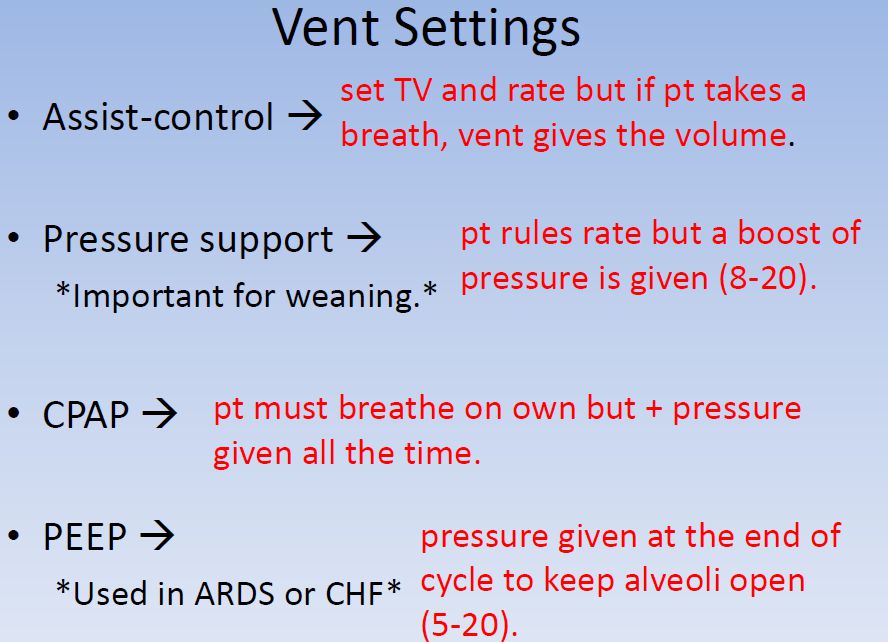 Vent Settings
• Assist-control → set TV and rate but if pt takes a
breath, vent gives the volume.
• Pressure support → pt rules rate but a boost of
*Important for weaning.* pressure is given (8-20).
• CPAP → pt must breathe on own but + pressure
given all the time.
• PEEP → pressure given at the end of
*Used in ARDS or CHF* cycle to keep alveoli open
(5-20).